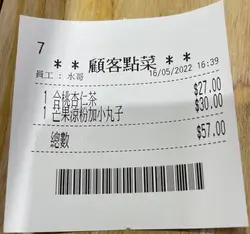 7
* * 顧客點菜 * *
員工 : 水哥 16/05/2022 16:39
1 合桃杏仁茶 $27.00
1 芒果涼粉加小丸子 $30.00
總數 $57.00